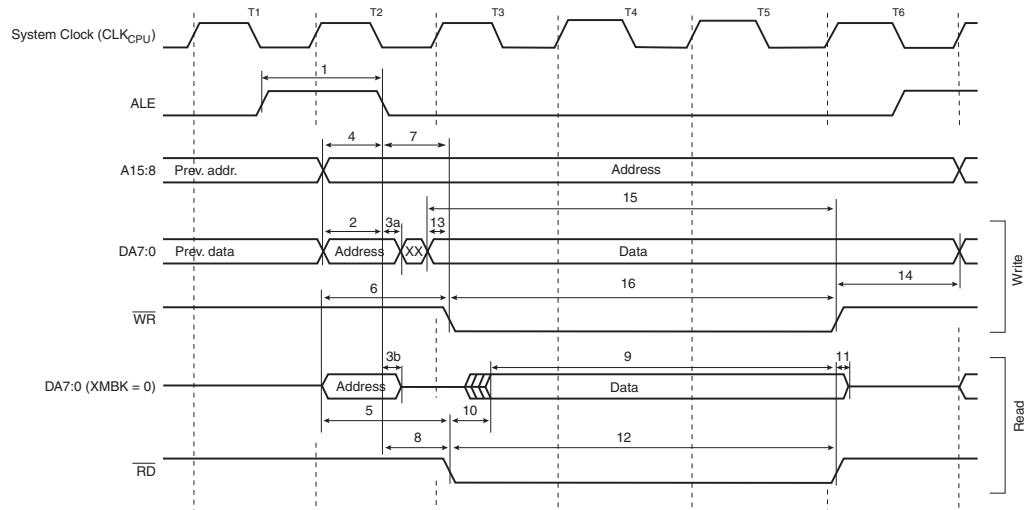 T1 T2 T3 T4 T5 T6
System Clock (CLKCPU)
1
ALE
4 7
A15:8 Prev. addr. Address
15
2 3a 13
DA7:0 Prev. data Address XX Data
14
6 16
WR
Write
3b 9 11
DA7:0 (XMBK = 0) Address Data
5 10
8 12
RD
Read